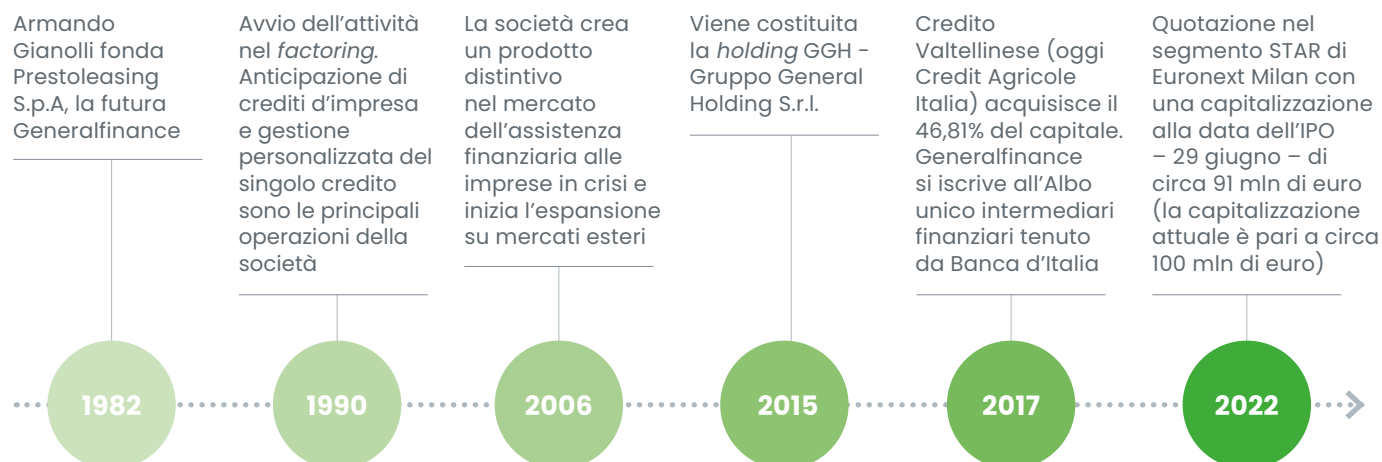 Armando
Gianolli fonda
Prestoleasing
S.p.A, la futura
Generalfinance
Avvio dell'attività
nel factoring.
Anticipazione di
crediti d'impresa
e gestione
personalizzata del
singolo credito
sono le principali
operazioni della
società
La società crea
un prodotto
distintivo
nel mercato
dell'assistenza
finanziaria alle
imprese in crisi e
inizia l'espansione
su mercati esteri
Viene costituita
la holding GGH -
Gruppo General
Holding S.r.l.
Credito
Valtellinese (oggi
Credit Agricole
Italia) acquisisce il
46,81% del capitale.
Generalfinance
si iscrive all'Albo
unico intermediari
finanziari tenuto
da Banca d'Italia
Quotazione nel
segmento STAR di
Euronext Milan con
una capitalizzazione
alla data dell'IPO
– 29 giugno – di
circa 91 mln di euro
(la capitalizzazione
attuale è pari a circa
100 mln di euro)
1982
1990
2006
2015
2017
2022